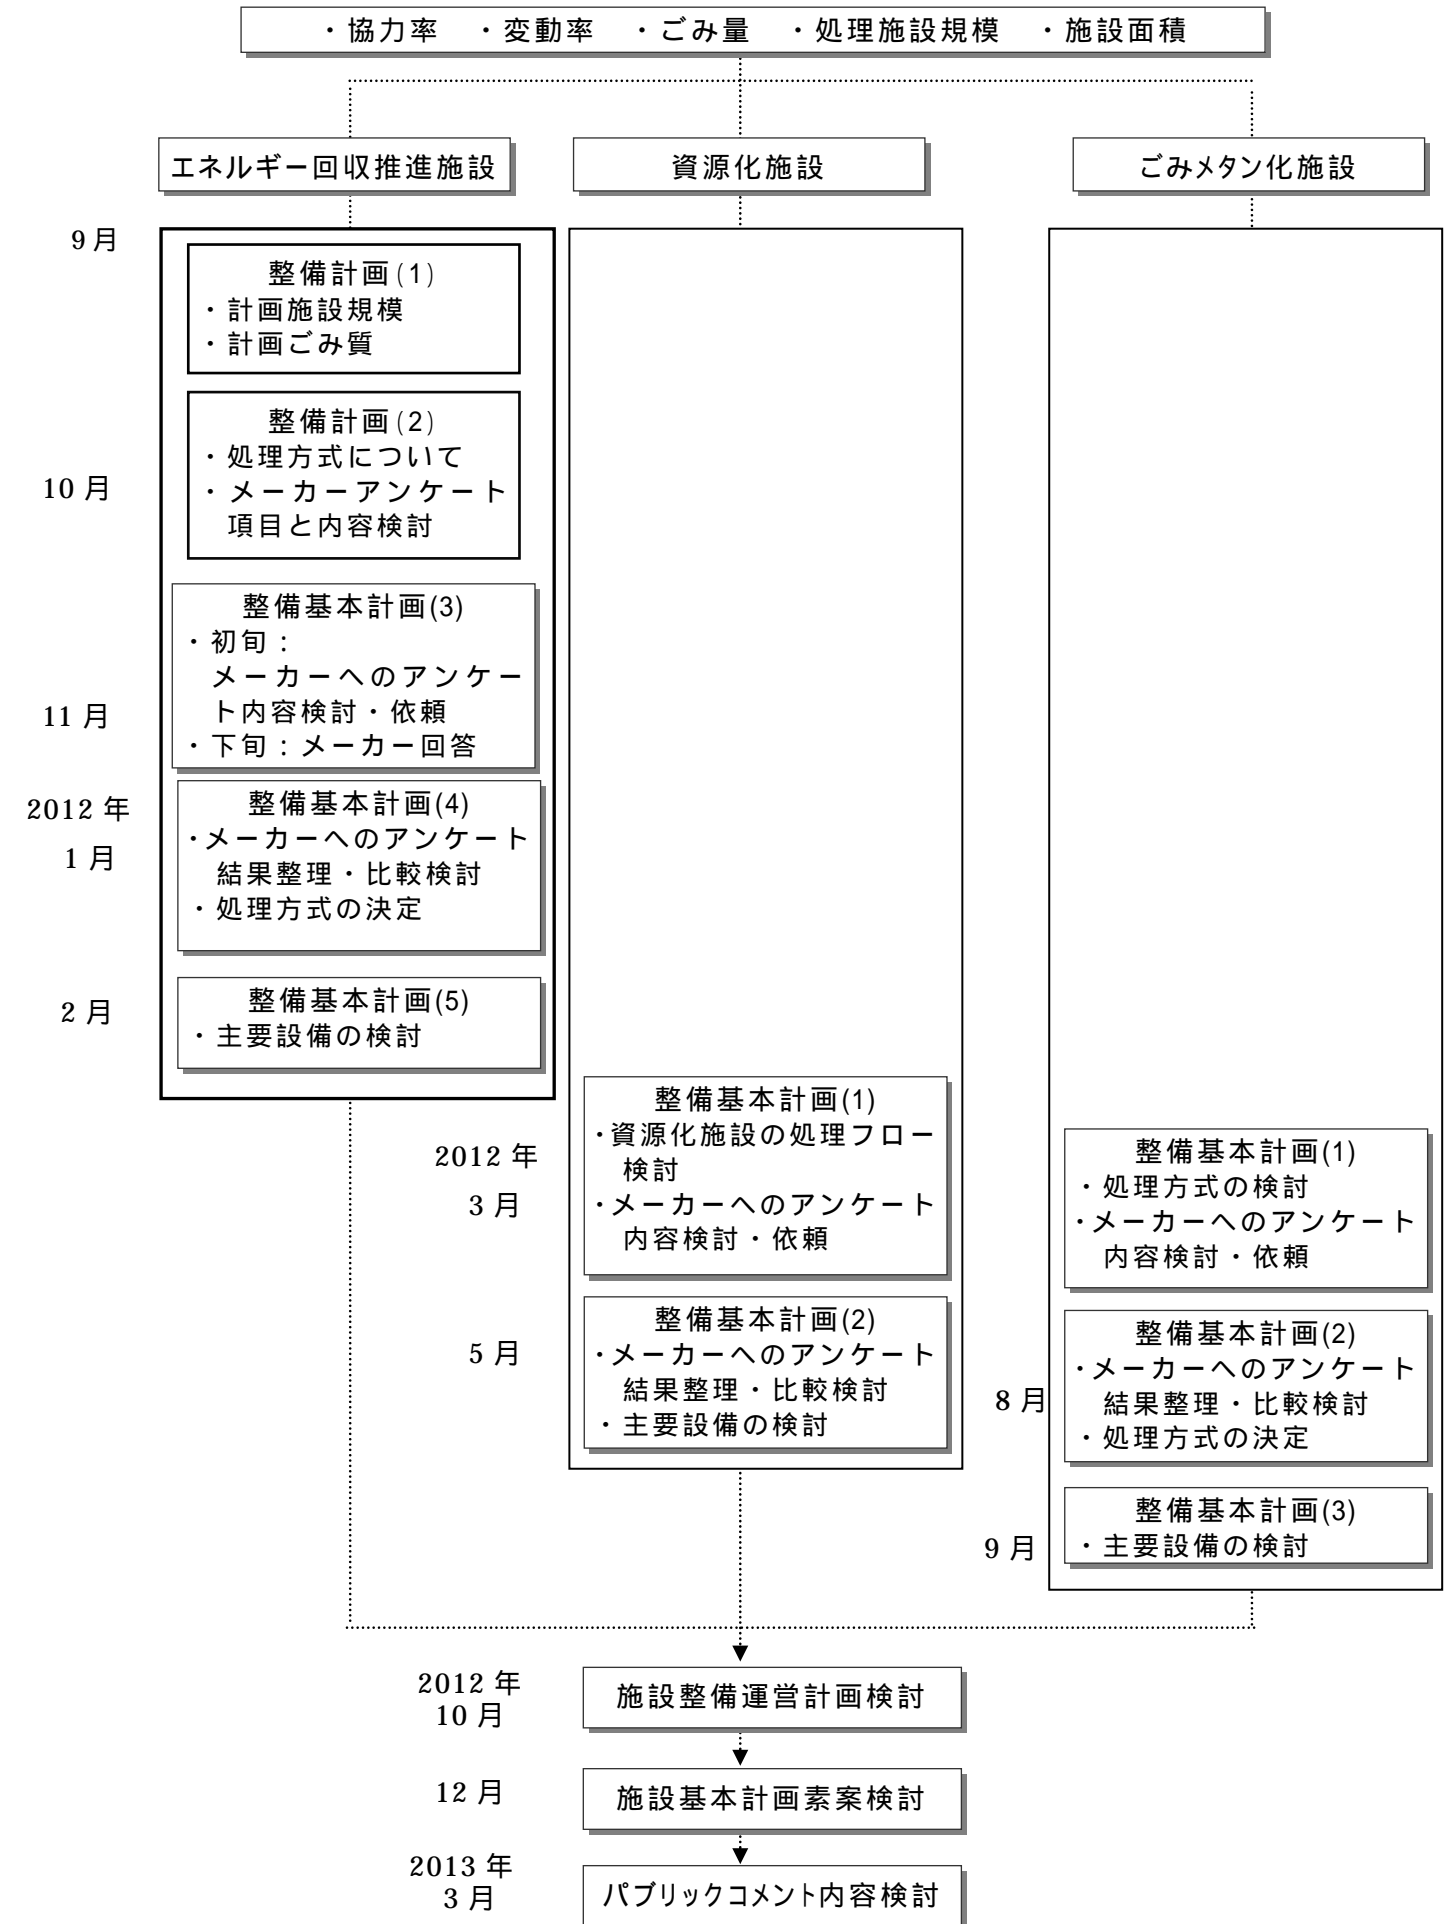 ・協力率　・変動率　・ごみ量　・処理施設規模　・施設面積
エネルギー回収推進施設
資源化施設
ごみメタン化施設
9月
整備計画(1)
・計画施設規模
・計画ごみ質
10月
整備計画(2)
・処理方式について
・メーカーアンケート
項目と内容検討
11月
整備基本計画(3)
・初旬：
メーカーへのアンケー
ト内容検討・依頼
・下旬：メーカー回答
2012年
1月
整備基本計画(4)
・メーカーへのアンケート
結果整理・比較検討
・処理方式の決定
2月
整備基本計画(5)
・主要設備の検討
2012年
3月
整備基本計画(1)
・資源化施設の処理フロー
検討
・メーカーへのアンケート
内容検討・依頼
5月
整備基本計画(2)
・メーカーへのアンケート
結果整理・比較検討
・主要設備の検討
整備基本計画(1)
・処理方式の検討
・メーカーへのアンケート
内容検討・依頼
8月
整備基本計画(2)
・メーカーへのアンケート
結果整理・比較検討
・処理方式の決定
9月
整備基本計画(3)
・主要設備の検討
2012年
10月
施設整備運営計画検討
12月
施設基本計画素案検討
2013年
3月
パブリックコメント内容検討